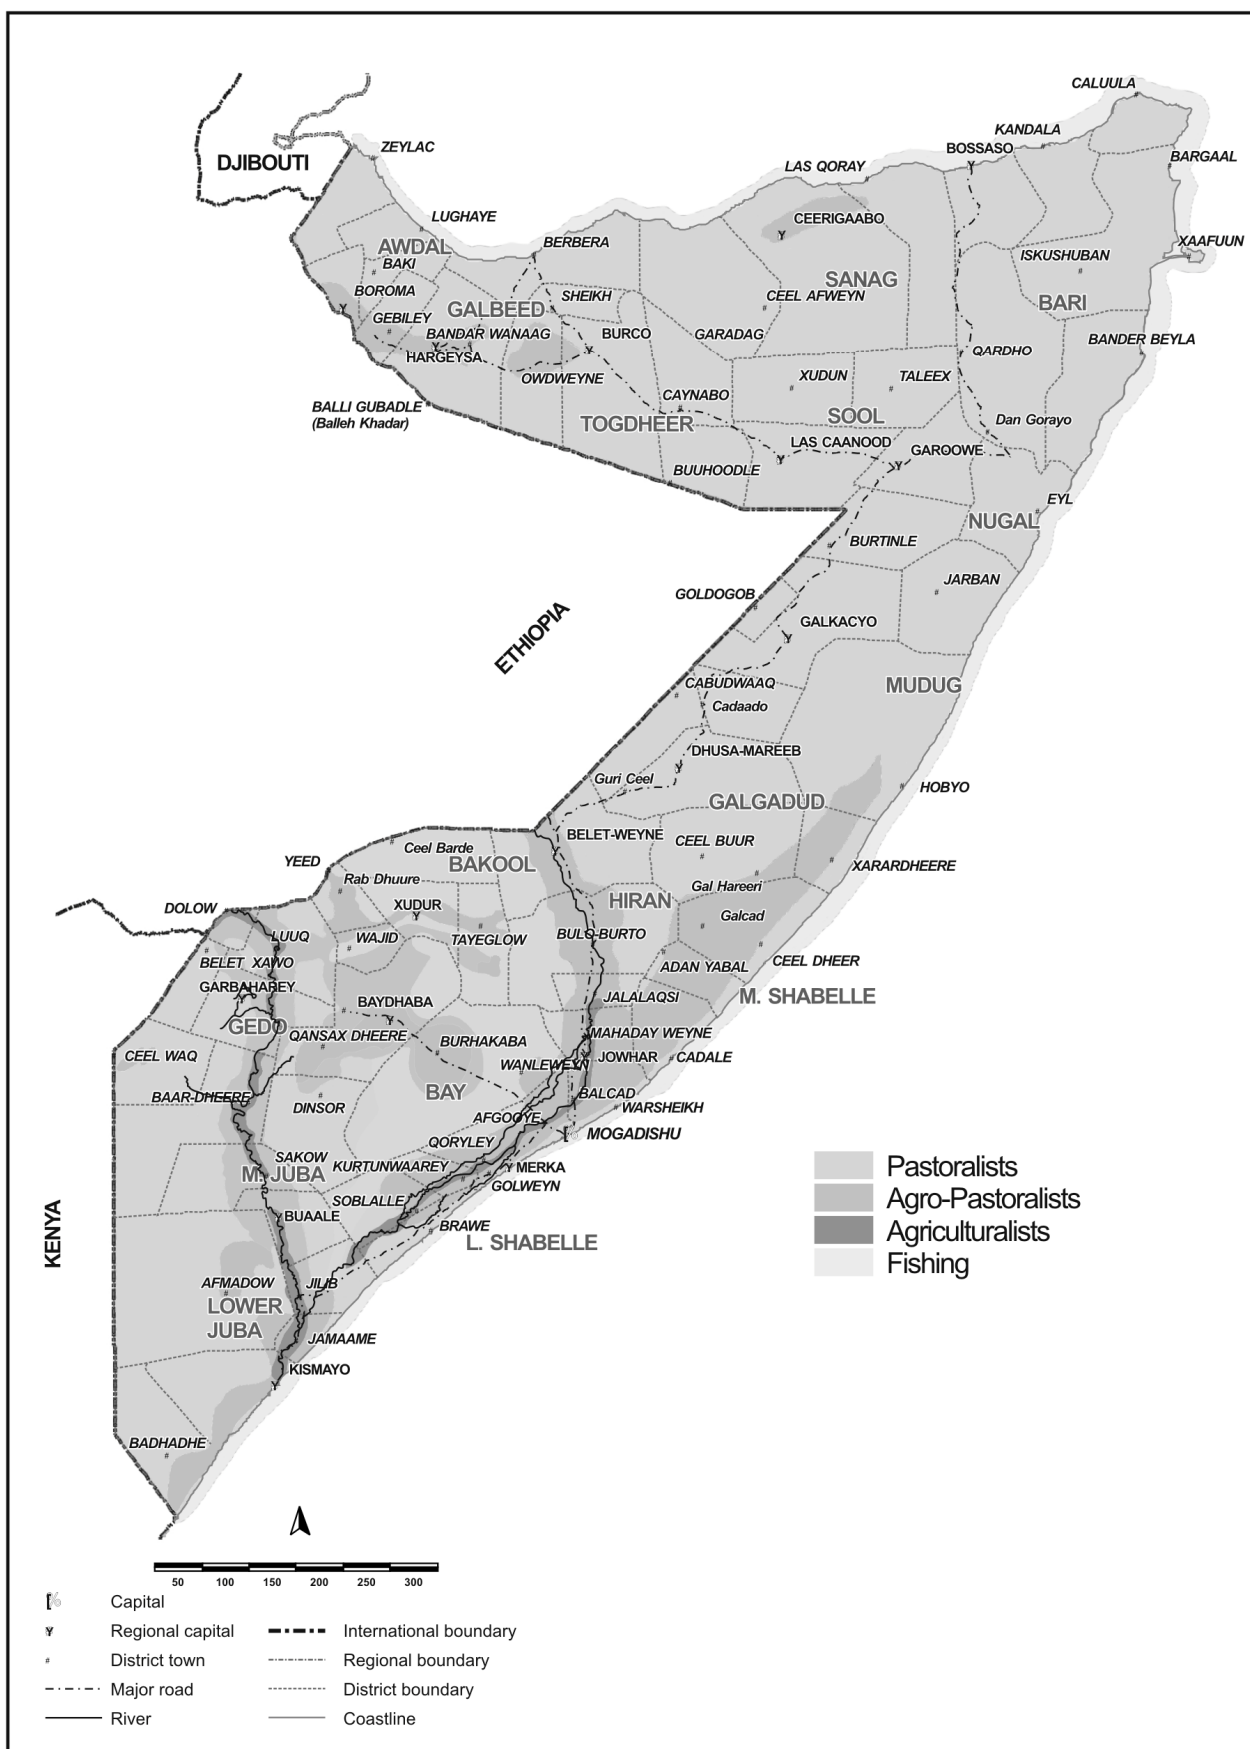 CALUULA
KANDALA
BOSSASO
ZEYLAC
DJIBOUTI
LAS QORAY
BARGAAL
LUGHAYE
CEERIGAABO
AWDAL
BERBERA
XAAFUUN
BAKI
ISKUSHUBAN
SANAG
BOROMA
SHEIKH
CEEL AFWEYN
BARI
GALBEED
GEBILEY
BANDAR WANAAG
BURCO
GARADAG
BANDER BEYLA
HARGEYSA
QARDHO
OWDWEYNE
XUDUN
TALEEX
CAYNABO
BALLI GUBADLE
(Balleh Khadar)
TOGDHEER
SOOL
Dan Gorayo
LAS CAANOOD
GAROOWE
BUUHOODLE
EYL
NUGAL
BURTINLE
JARBAN
GOLDOGOB
GALKACYO
ETHIOPIA
CABUDWAAQ
MUDUG
Cadaado
DHUSA-MAREEB
Guri Ceel
HOBYO
GALGADUD
BELET-WEYNE
CEEL BUUR
Ceel Barde
YEED
BAKOOL
XARARDHEERE
Rab Dhuure
Gal Hareeri
XUDUR
HIRAN
DOLOW
Galcad
LUUQ
WAJID
TAYEGLOW
BULO-BURTO
BELET XAWO
ADAN YABAL
CEEL DHEER
GARBAHAREY
JALALAQSI
M. SHABELLE
BAYDHABA
GEDO
QANSAX DHEERE
BURHAKABA
MAHADAY WEYNE
CEEL WAQ
WANLEWEYN
JOWHAR
CADALE
BAAR-DHEERE
BAY
BALCAD
DINSOR
WARSHEIKH
AFGOOYE
MOGADISHU
QORYLEY
SAKOW
KURTUNWAAREY
MERKA
M. JUBA
GOLWEYN
SOBLALLE
BUAALE
BRAWE
KENYA
L. SHABELLE
AFMADOW
JILIB
LOWER
JUBA
JAMAAME
KISMAYO
BADHADHE
Pastoralists
Agro-Pastoralists
Agriculturalists
Fishing
50 100 150 200 250 300
Capital
Regional capital
International boundary
District town
Regional boundary
Major road
District boundary
River
Coastline